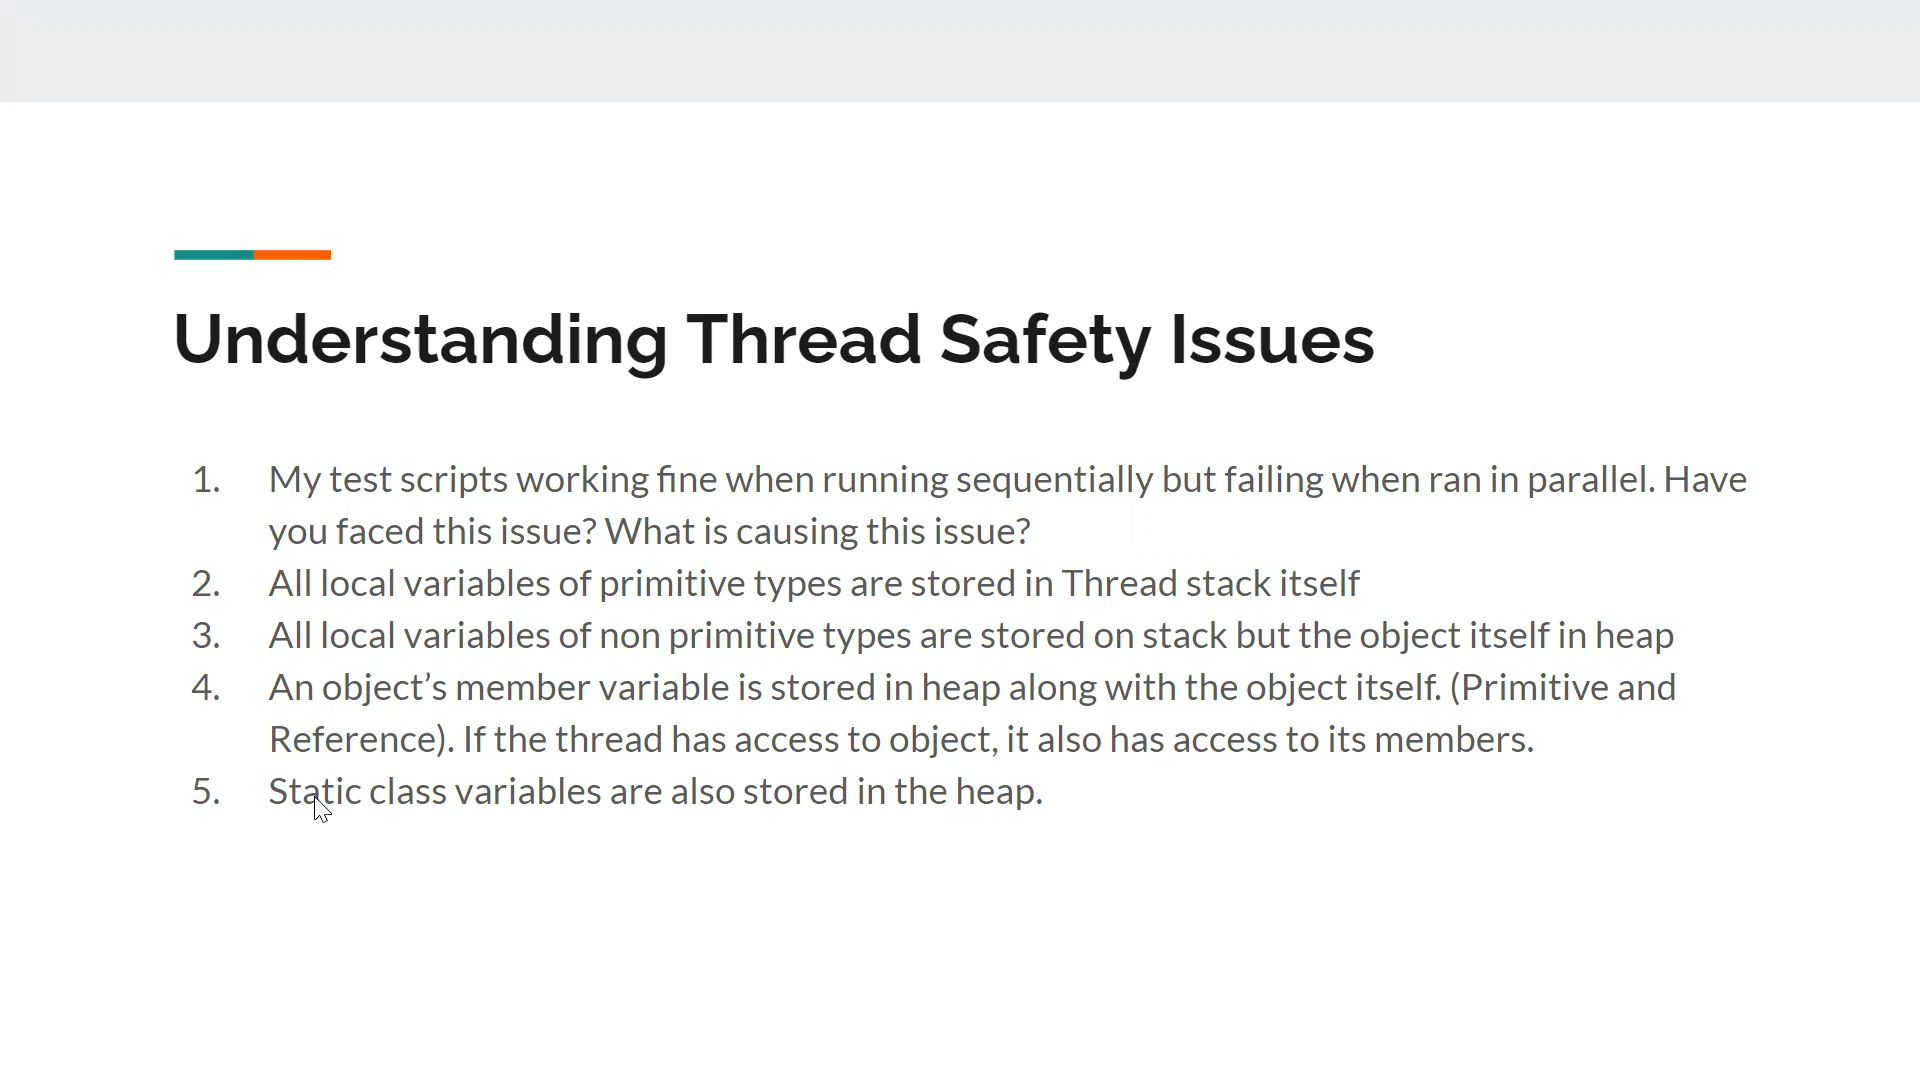 Understanding Thread Safety Issues
1. My test scripts working fine when running sequentially but failing when ran in parallel. Have
you faced this issue? What is causing this issue?
2. All local variables of primitive types are stored in Thread stack itself
3. All local variables of non primitive types are stored on stack but the object itself in heap
4. An object’s member variable is stored in heap along with the object itself. (Primitive and
Reference). If the thread has access to object, it also has access to its members.
5. Static class variables are also stored in the heap.